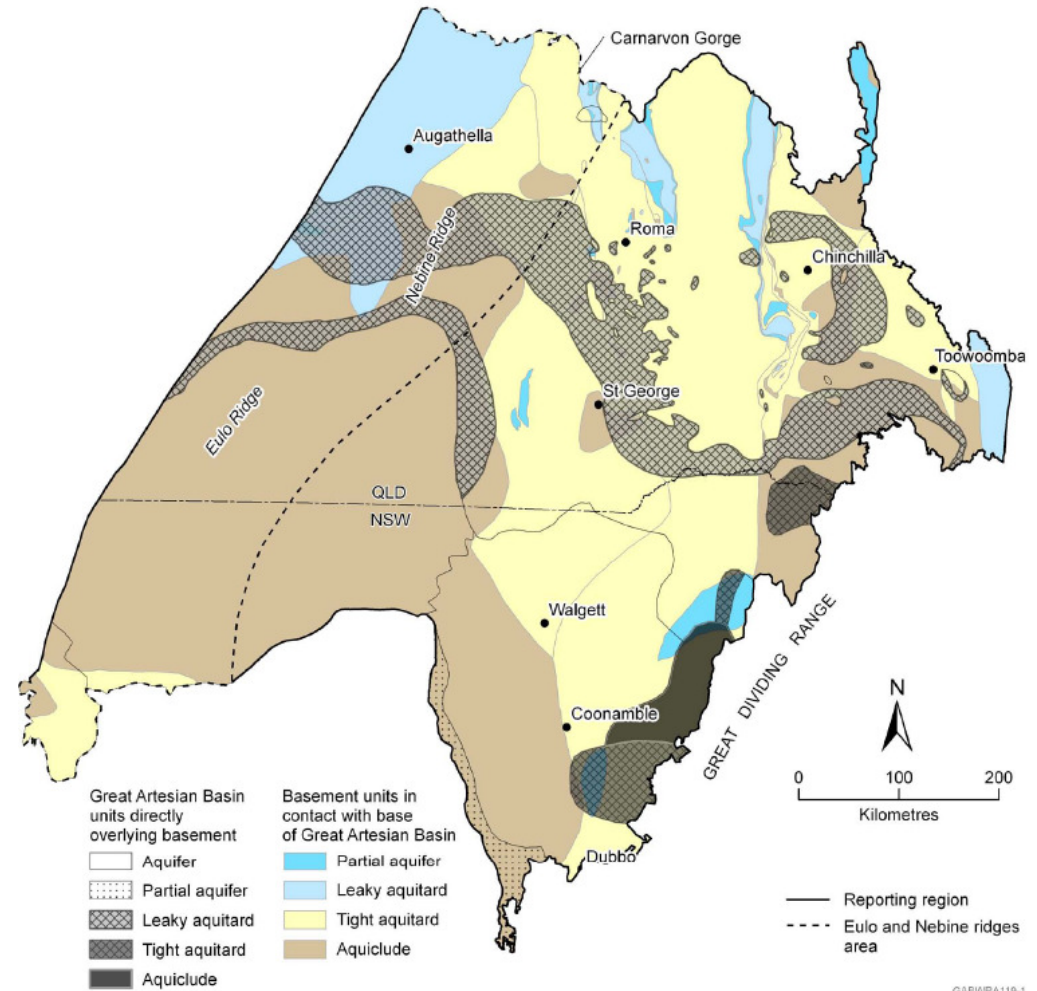 Carnarvon Gorge
Augathella
Nebine Ridge
Roma
Chinchilla
Toowoomba
Eulo Ridge
St George
QLD
NSW
Walgett
GREAT DIVIDING RANGE
Coonamble
N
0 100 200
Kilometres
Dubbo
Great Artesian Basin
units directly
overlying basement
Aquifer
Partial aquifer
Leaky aquitard
Tight aquitard
Aquiclude
Basement units in
contact with base
of Great Artesian Basin
Partial aquifer
Leaky aquitard
Tight aquitard
Aquiclude
Reporting region
Eulo and Nebine ridges
area